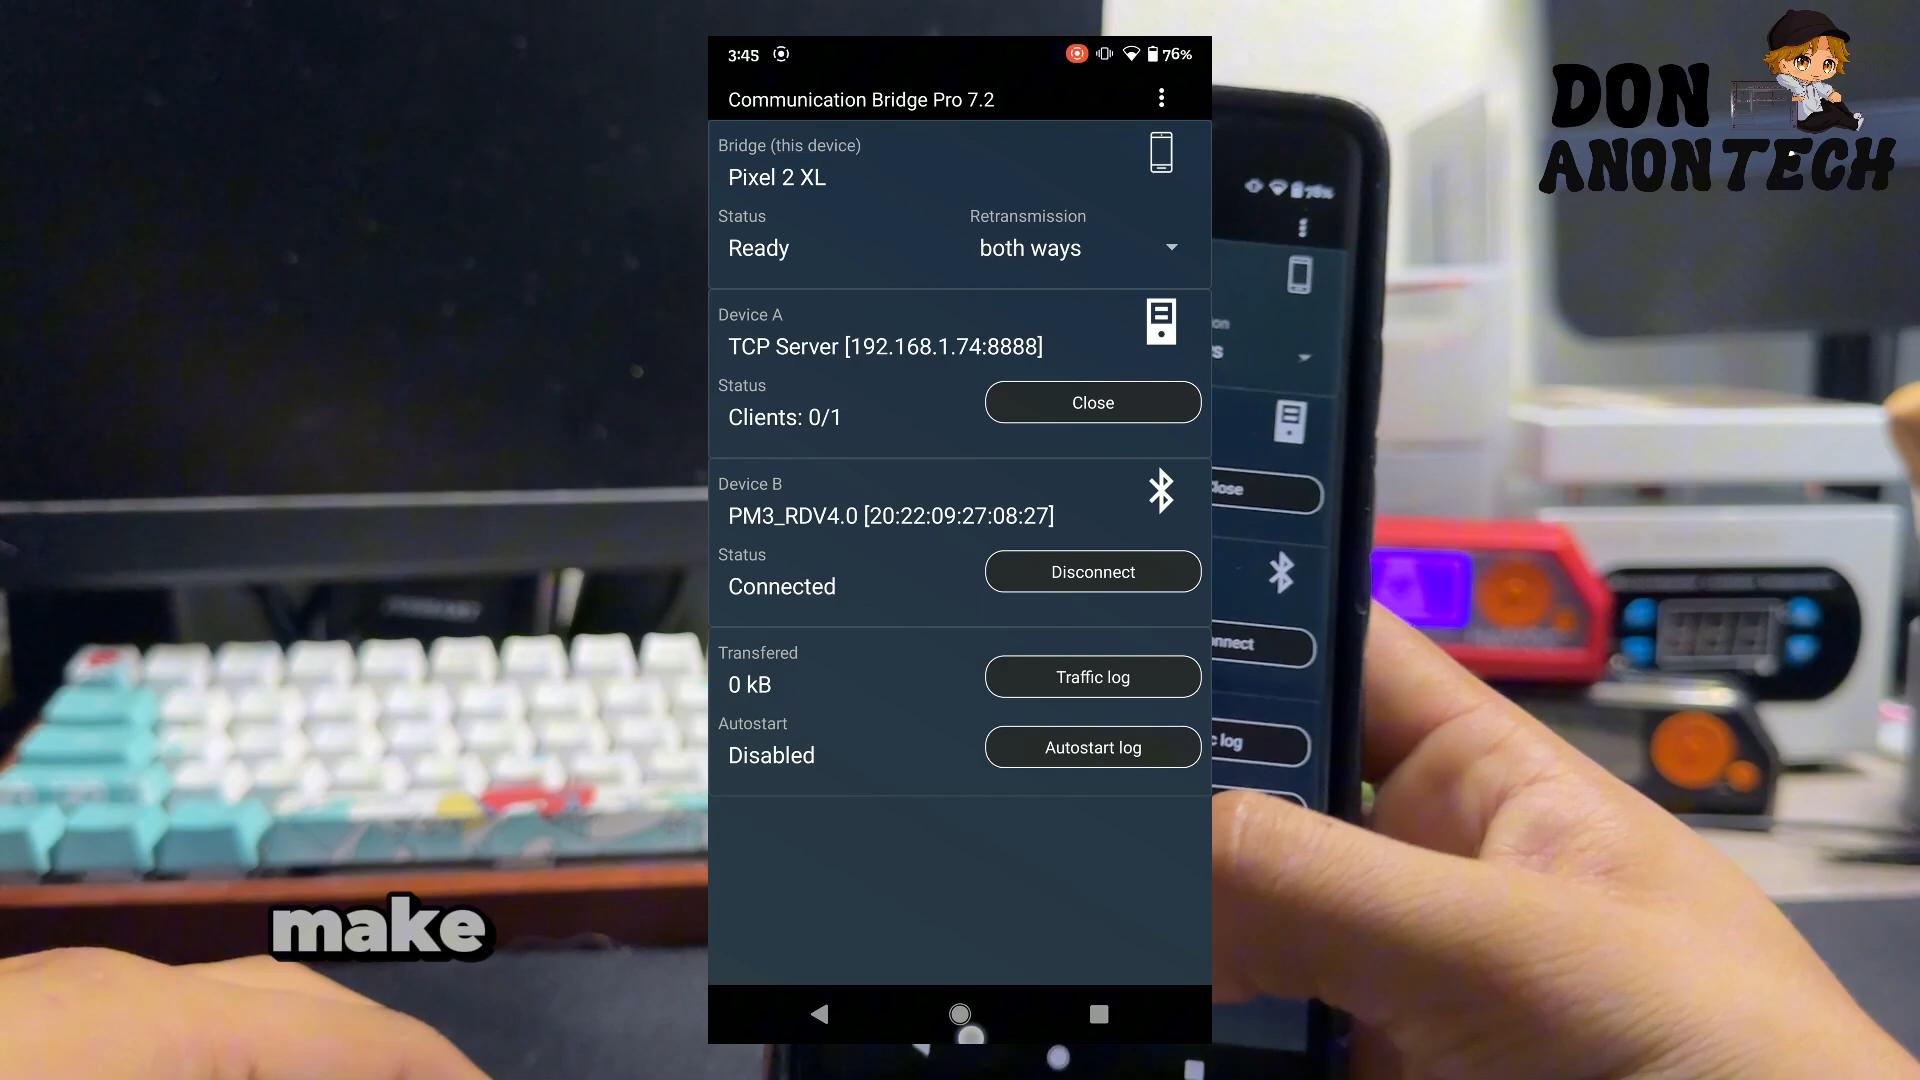 3:45
76%
Communication Bridge Pro 7.2
Bridge (this device)
Pixel 2 XL
Status
Retransmission
Ready
both ways
Device A
TCP Server [192.168.1.74:8888]
Status
Clients: 0/1
Close
Device B
PM3_RDV4.0 [20:22:09:27:08:27]
Status
Connected
Disconnect
Transfered
0 kB
Traffic log
Autostart
Disabled
Autostart log
DON
ANONTECH
make